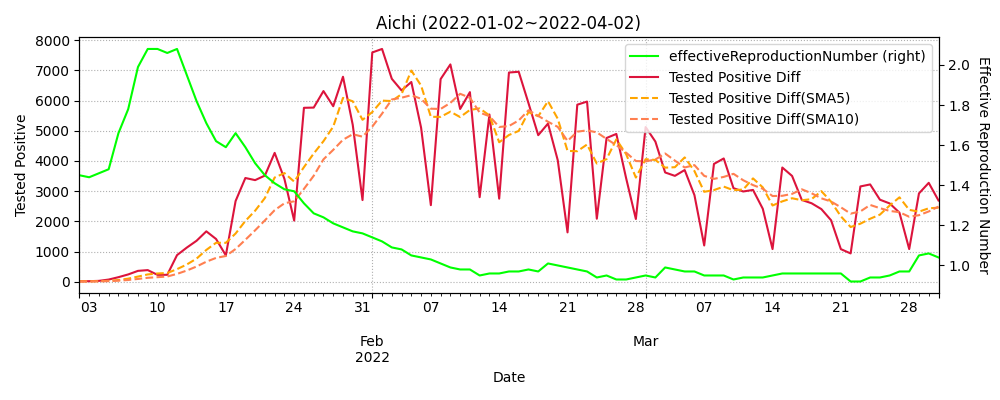 Aichi (2022-01-02~2022-04-02)
8000
7000
6000
5000
4000
3000
2000
1000
0
Tested Positive
effectiveReproductionNumber (right)
Tested Positive Diff
Tested Positive Diff(SMA5)
Tested Positive Diff(SMA10)
2.0
1.8
1.6
1.4
1.2
1.0
Effective Reproduction Number
03 10 17 24 31 07 14 21 28 07 14 21 28
Feb Mar
2022
Date